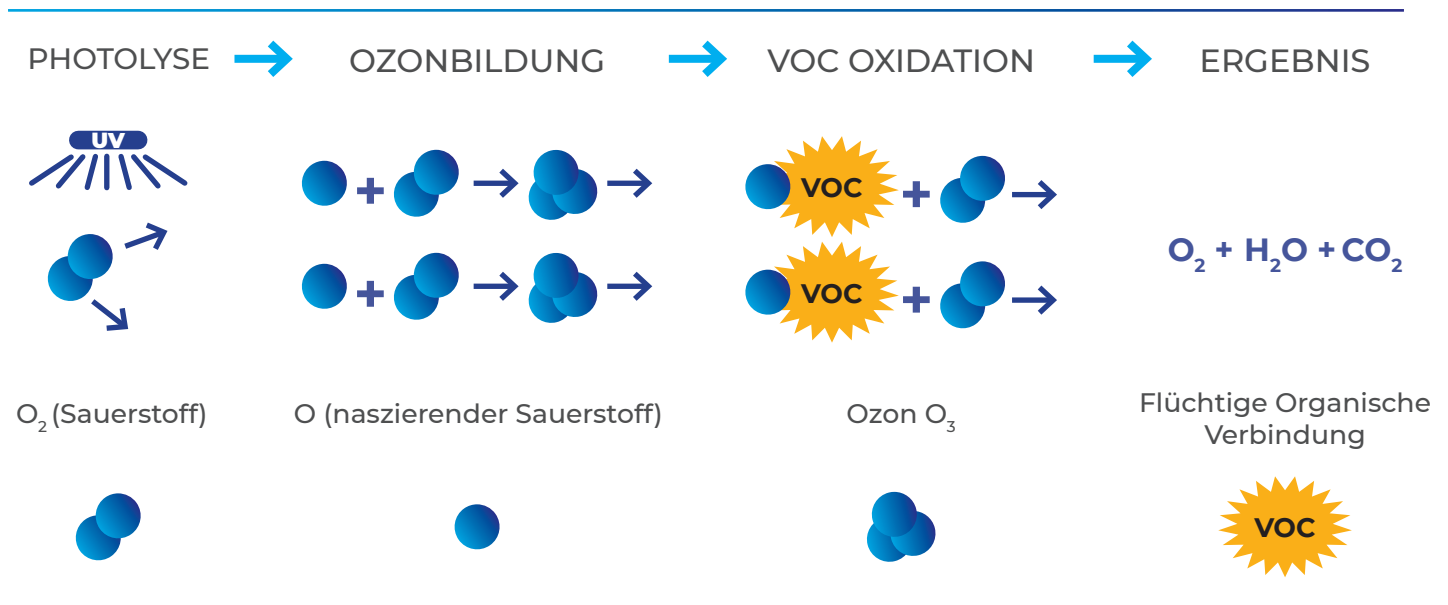 PHOTOLYSE → OZONBILDUNG → VOC OXIDATION → ERGEBNIS
UV
+ → → VOC + →
+ → → VOC + →
O₂ + H₂O + CO₂
O₂ (Sauerstoff) O (naszierender Sauerstoff) Ozon O₃ Flüchtige Organische
Verbindung
VOC